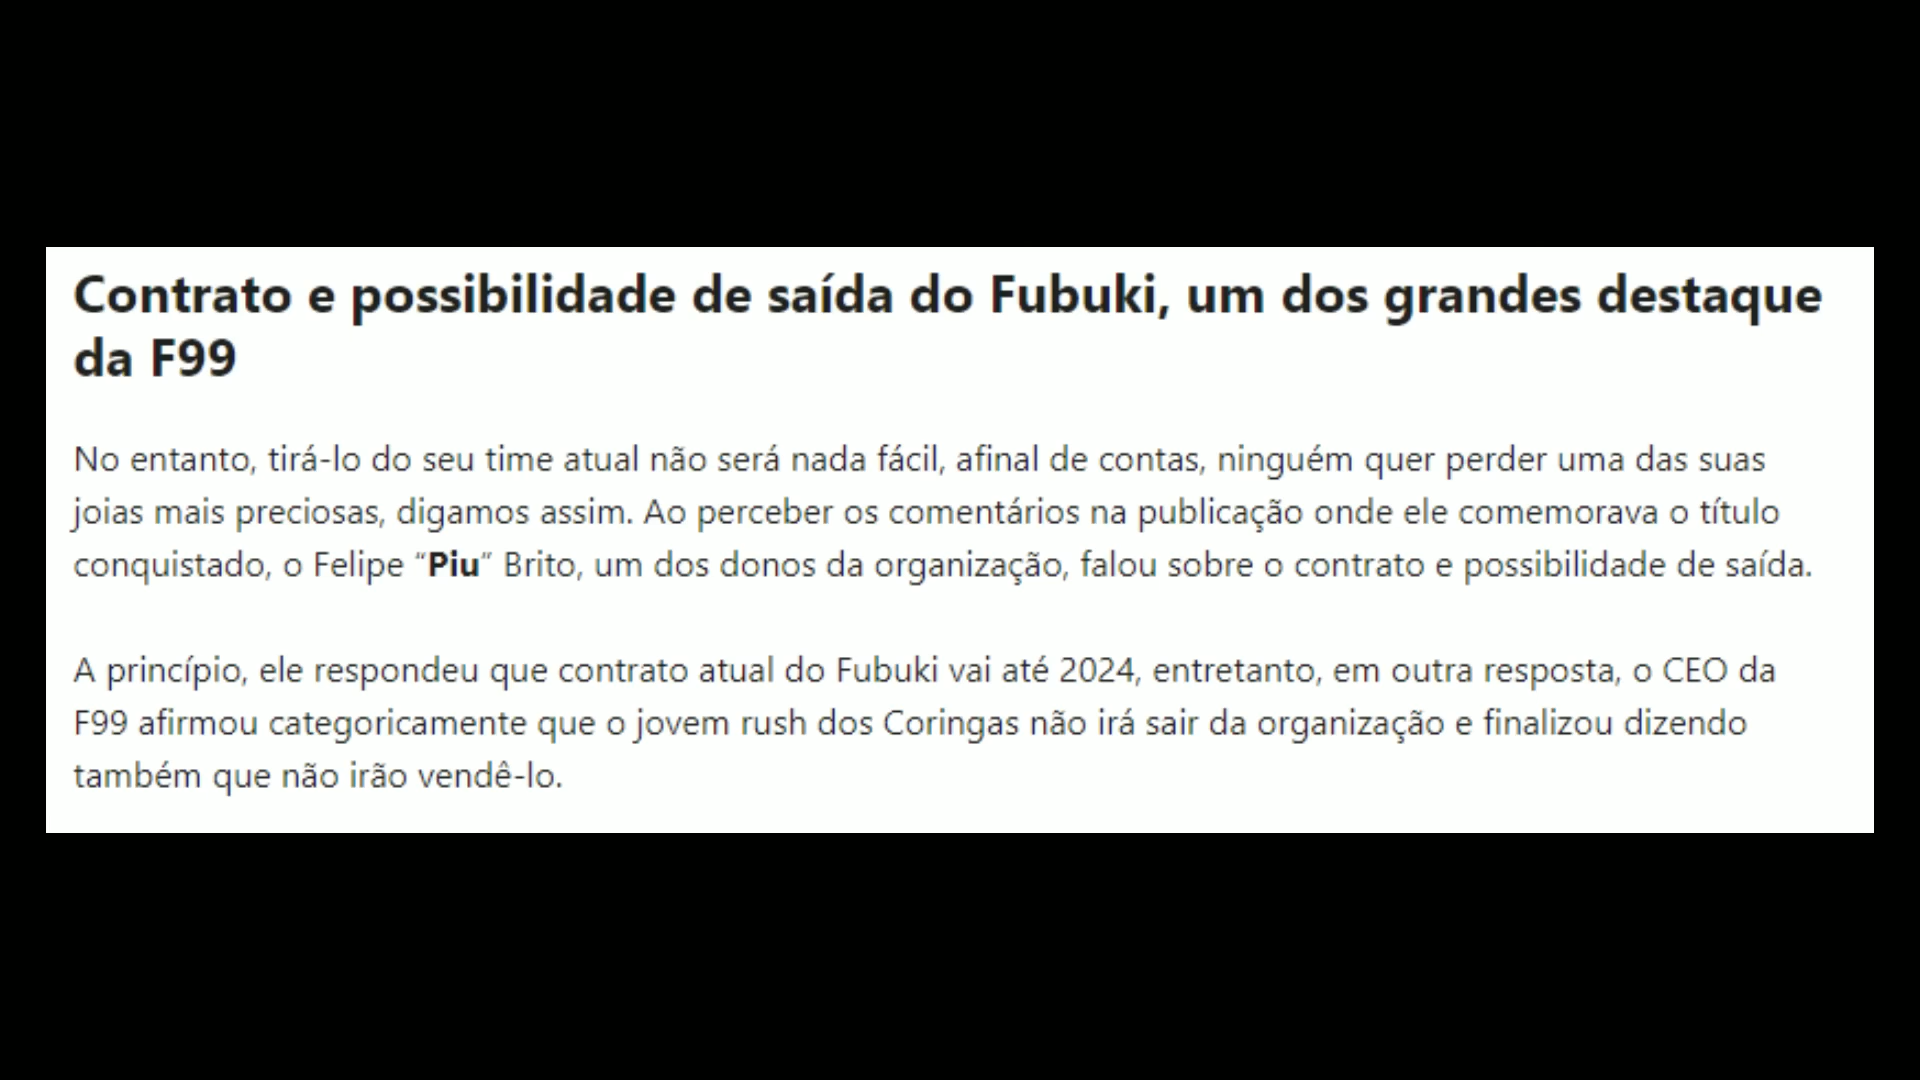 Contrato e possibilidade de saída do Fubuki, um dos grandes destaque
da F99
No entanto, tirá-lo do seu time atual não será nada fácil, afinal de contas, ninguém quer perder uma das suas
joias mais preciosas, digamos assim. Ao perceber os comentários na publicação onde ele comemorava o título
conquistado, o Felipe “Piu” Brito, um dos donos da organização, falou sobre o contrato e possibilidade de saída.
A princípio, ele respondeu que contrato atual do Fubuki vai até 2024, entretanto, em outra resposta, o CEO da
F99 afirmou categoricamente que o jovem rush dos Coringas não irá sair da organização e finalizou dizendo
também que não irão vendê-lo.